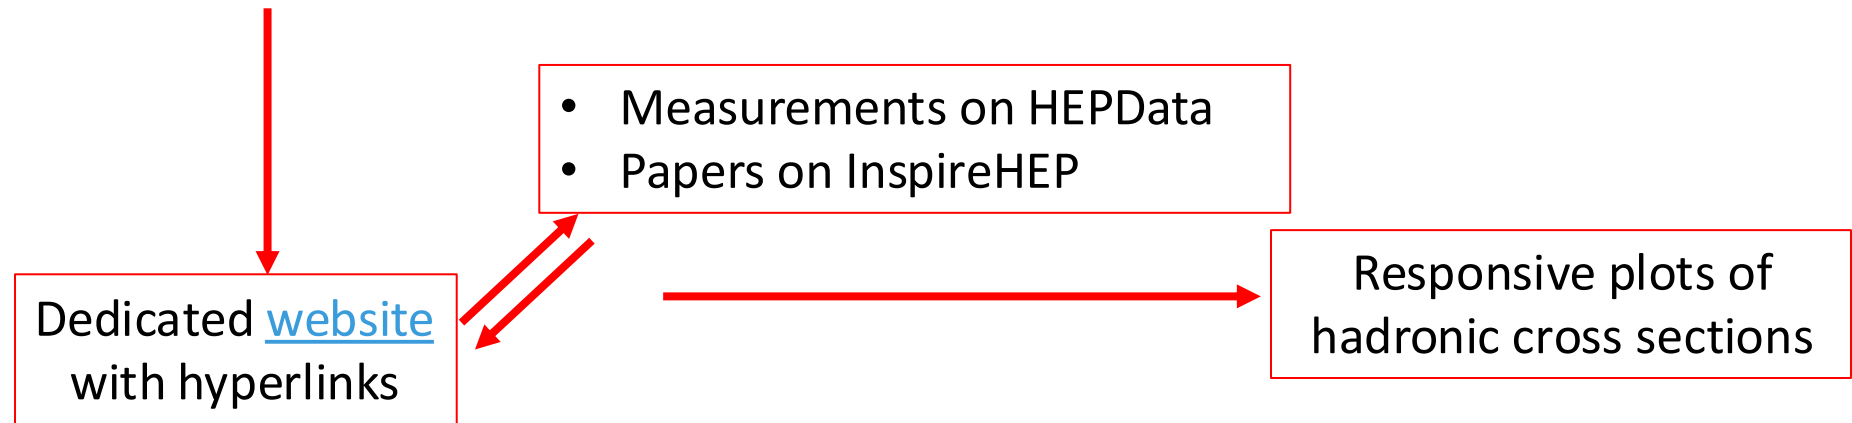 • Measurements on HEPData
• Papers on InspireHEP
Dedicated website
with hyperlinks
Responsive plots of
hadronic cross sections